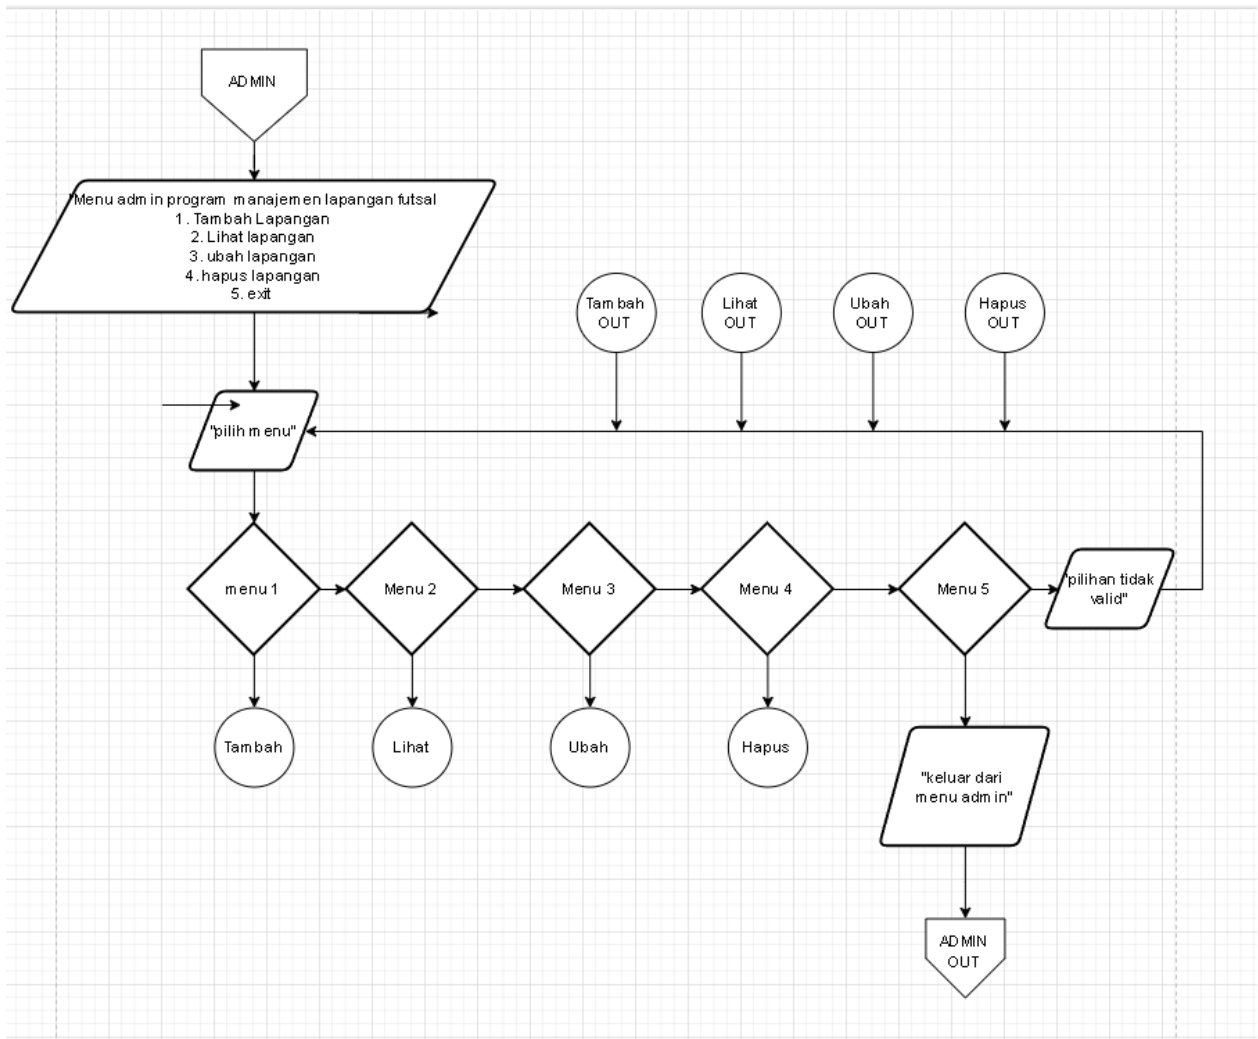 ADMIN
"Menu admin program manajemen lapangan futsal
1. Tambah Lapangan
2. Lihat lapangan
3. ubah lapangan
4. hapus lapangan
5. exit
Tambah
OUT
Lihat
OUT
Ubah
OUT
Hapus
OUT
"pilih menu"
menu 1
Menu 2
Menu 3
Menu 4
Menu 5
"pilihan tidak
valid"
Tambah
Lihat
Ubah
Hapus
"keluar dari
menu admin"
ADMIN
OUT